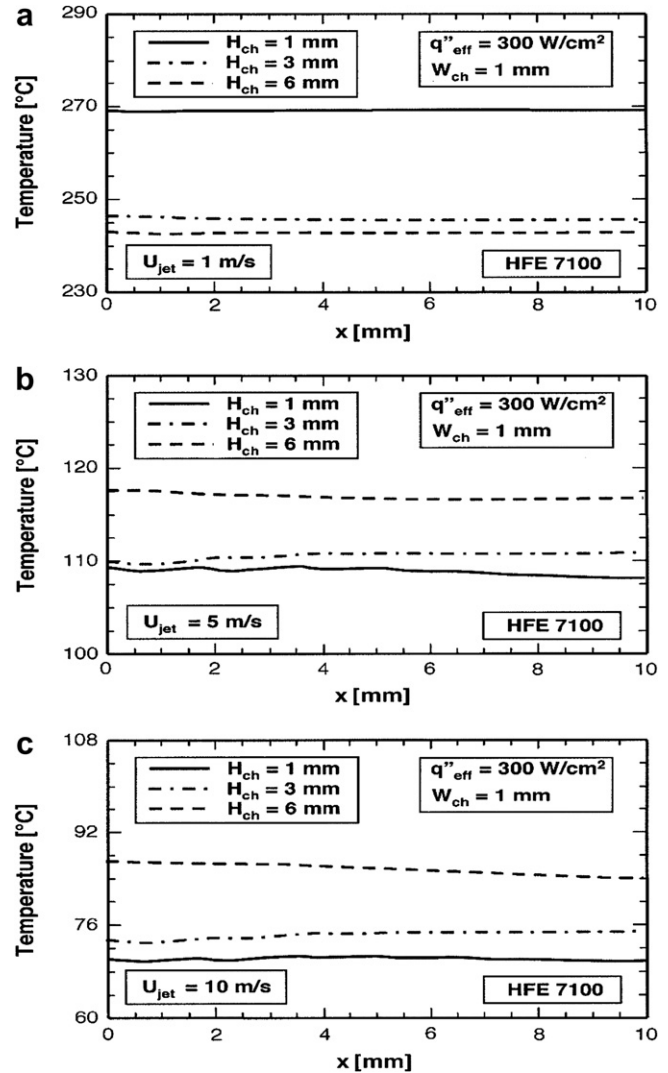 a
290
H_ch = 1 mm
H_ch = 3 mm
H_ch = 6 mm
q"_eff = 300 W/cm²
W_ch = 1 mm
270
250
230
Temperature [°C]
U_jet = 1 m/s
HFE 7100
0 2 4 6 8 10
x [mm]
b
130
H_ch = 1 mm
H_ch = 3 mm
H_ch = 6 mm
q"_eff = 300 W/cm²
W_ch = 1 mm
120
110
100
Temperature [°C]
U_jet = 5 m/s
HFE 7100
0 2 4 6 8 10
x [mm]
c
108
H_ch = 1 mm
H_ch = 3 mm
H_ch = 6 mm
q"_eff = 300 W/cm²
W_ch = 1 mm
92
76
60
Temperature [°C]
U_jet = 10 m/s
HFE 7100
0 2 4 6 8 10
x [mm]